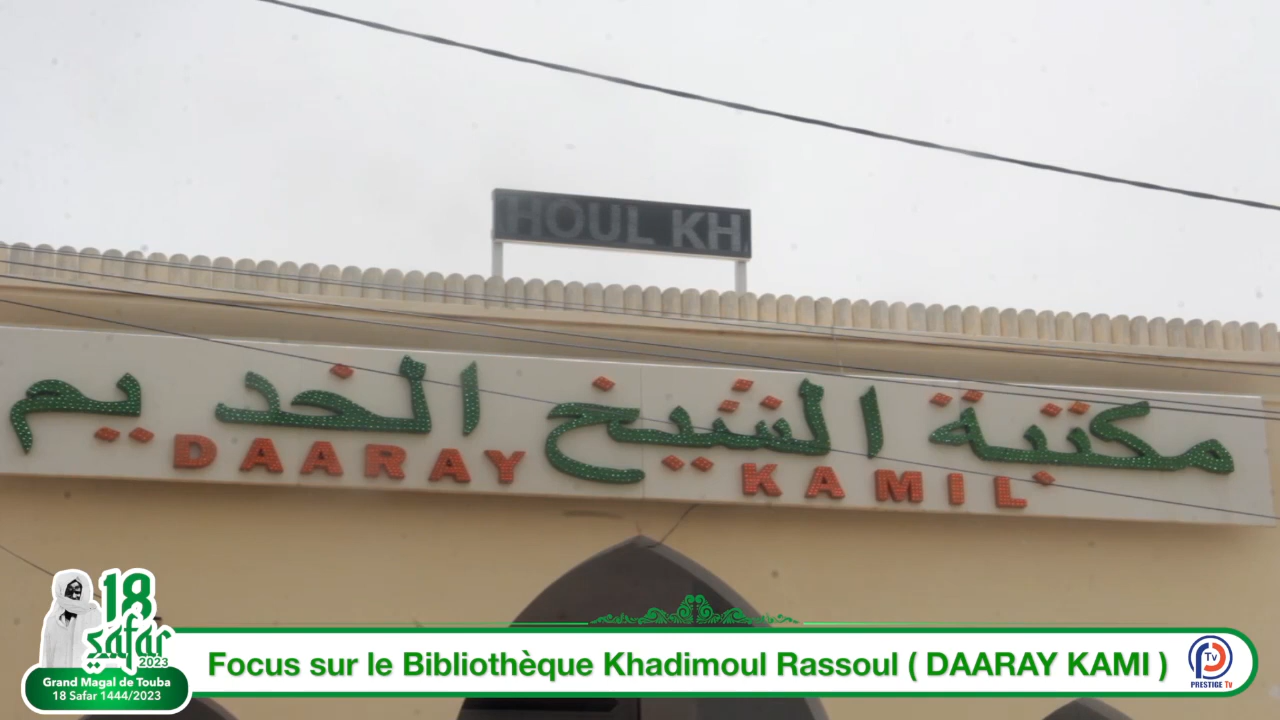 HOUL KH
مكتبة الشيخ الخديم
DAARAY KAMIL
18
safar
2023
Grand Magal de Touba
18 Safar 1444/2023
Focus sur le Bibliothèque Khadimoul Rassoul ( DAARAY KAMI )
Tv
PRESTIGE Tv